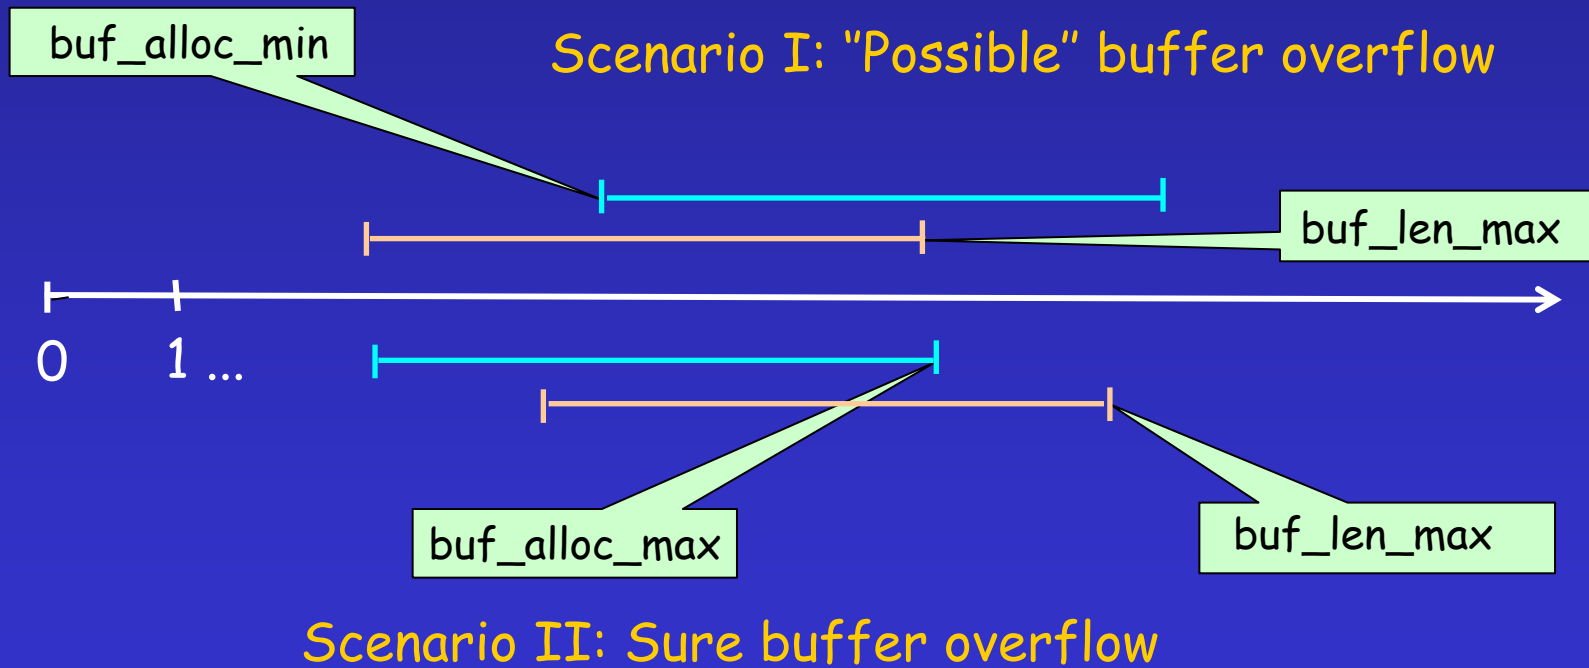 buf_alloc_min
Scenario I: “Possible” buffer overflow
buf_len_max
0 1 ...
buf_alloc_max
buf_len_max
Scenario II: Sure buffer overflow